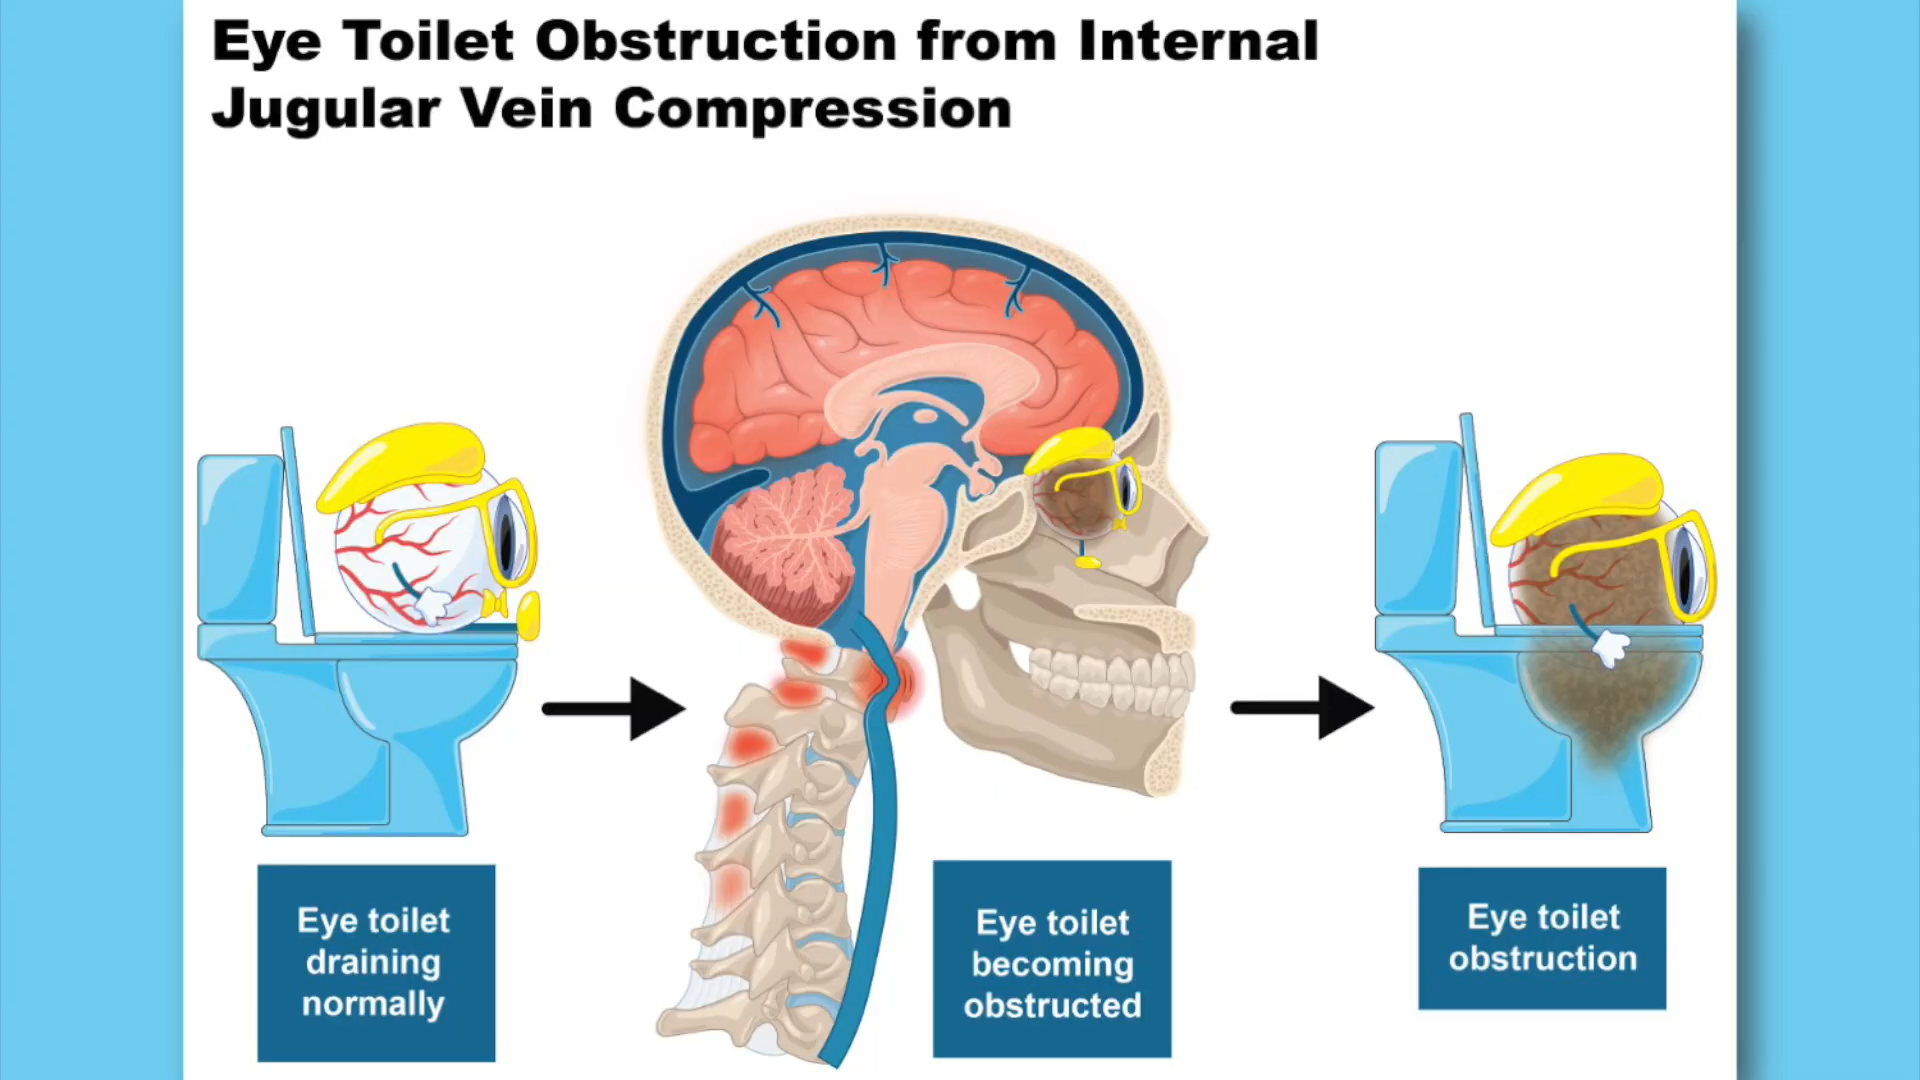 Eye Toilet Obstruction from Internal
Jugular Vein Compression
Eye toilet
draining
normally
Eye toilet
becoming
obstructed
Eye toilet
obstruction